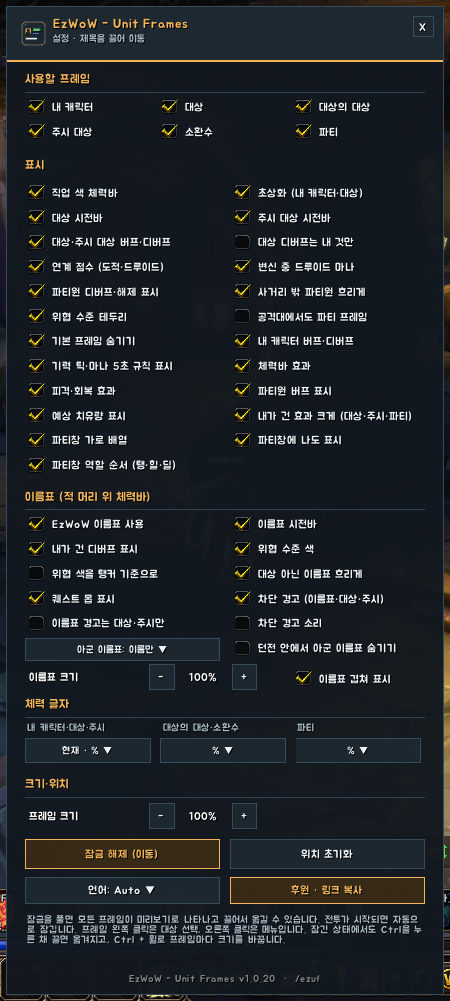 EzWoW - Unit Frames
설정 · 제목을 끌어 이동
X
사용할 프레임
내 캐릭터
대상
대상의 대상
주시 대상
소환수
파티
표시
직업 색 체력바
초상화 (내 캐릭터·대상)
대상 시전바
주시 대상 시전바
대상·주시 대상 버프·디버프
대상 디버프는 내 것만
연계 점수 (도적·드루이드)
변신 중 드루이드 마나
파티원 디버프·해제 표시
사거리 밖 파티원 흐리게
위협 수준 테두리
공격대에서도 파티 프레임
기본 프레임 숨기기
내 캐릭터 버프·디버프
기력 틱·마나 5초 규칙 표시
체력바 효과
피격·회복 효과
파티원 버프 표시
예상 치유량 표시
내가 건 효과 크게 (대상·주시·파티)
파티창 가로 배열
파티창에 나도 표시
파티창 역할 순서 (탱·힐·딜)
이름표 (적 머리 위 체력바)
EzWoW 이름표 사용
이름표 시전바
내가 건 디버프 표시
위협 수준 색
위협 색을 탱커 기준으로
대상 아닌 이름표 흐리게
퀘스트 몹 표시
차단 경고 (이름표·대상·주시)
이름표 경고는 대상·주시만
차단 경고 소리
아군 이름표: 이름만 ▼
던전 안에서 아군 이름표 숨기기
이름표 크기
-
100%
+
이름표 겹쳐 표시
체력 글자
내 캐릭터·대상·주시
대상의 대상·소환수
파티
현재 · % ▼
% ▼
% ▼
크기·위치
프레임 크기
-
100%
+
잠금 해제 (이동)
위치 초기화
언어: Auto ▼
후원 · 링크 복사
잠금을 풀면 모든 프레임이 미리보기로 나타나고 끌어서 옮길 수 있습니다. 전투가 시작되면 자동으
로 잠깁니다. 프레임 왼쪽 클릭은 대상 선택, 오른쪽 클릭은 메뉴입니다. 잠긴 상태에서도 Ctrl을 누
른 채 끌면 옮겨지고, Ctrl + 휠로 프레임마다 크기를 바꿉니다.
EzWoW - Unit Frames v1.0.20 · /ezuf